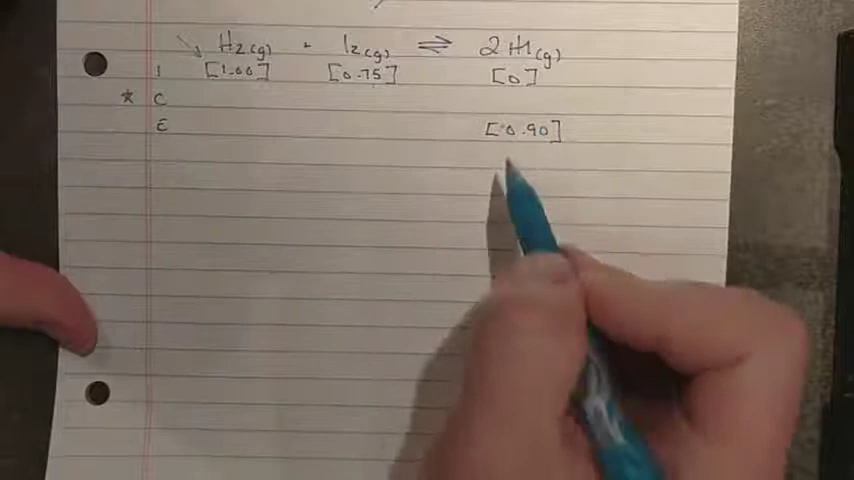 H2(g) + I2(g) ⇌ 2HI(g)
I [1.00] [0.75] [0]
* C
E [0.90]